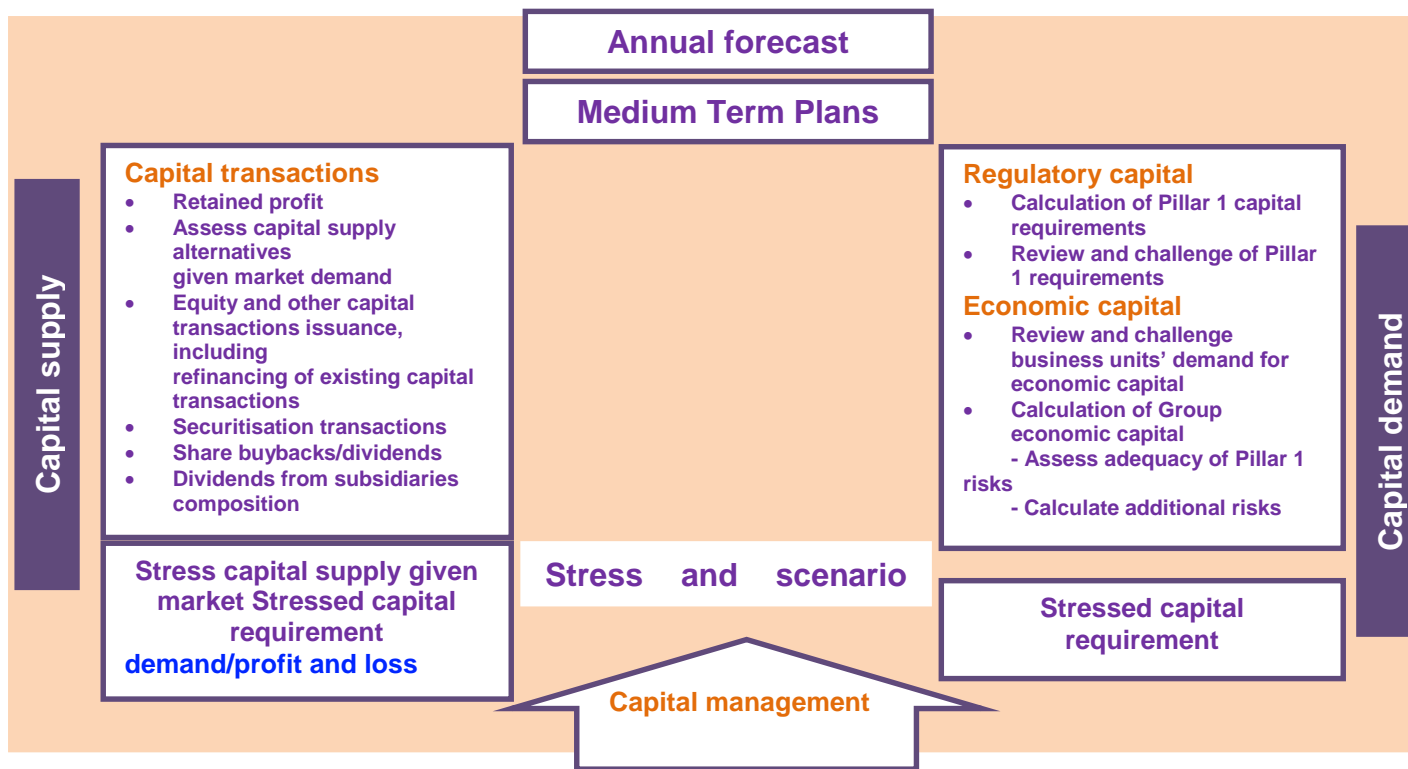 Annual forecast
Medium Term Plans
Capital supply
Capital transactions
• Retained profit
• Assess capital supply
alternatives
given market demand
• Equity and other capital
transactions issuance,
including
refinancing of existing capital
transactions
• Securitisation transactions
• Share buybacks/dividends
• Dividends from subsidiaries
composition
Stress capital supply given
market Stressed capital
requirement
demand/profit and loss
Stress and scenario
Capital management
Regulatory capital
• Calculation of Pillar 1 capital
requirements
• Review and challenge of Pillar
1 requirements
Economic capital
• Review and challenge
business units’ demand for
economic capital
• Calculation of Group
economic capital
- Assess adequacy of Pillar 1
risks
- Calculate additional risks
Stressed capital
requirement
Capital demand